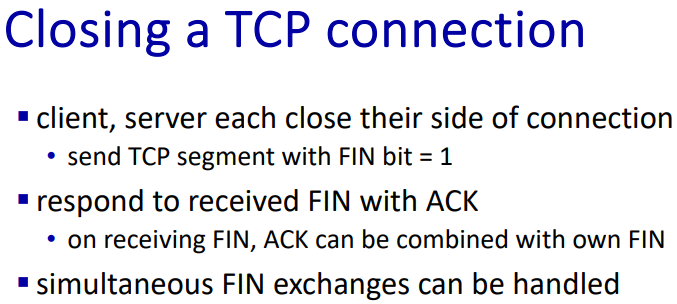 Closing a TCP connection
▪ client, server each close their side of connection
• send TCP segment with FIN bit = 1
▪ respond to received FIN with ACK
• on receiving FIN, ACK can be combined with own FIN
▪ simultaneous FIN exchanges can be handled